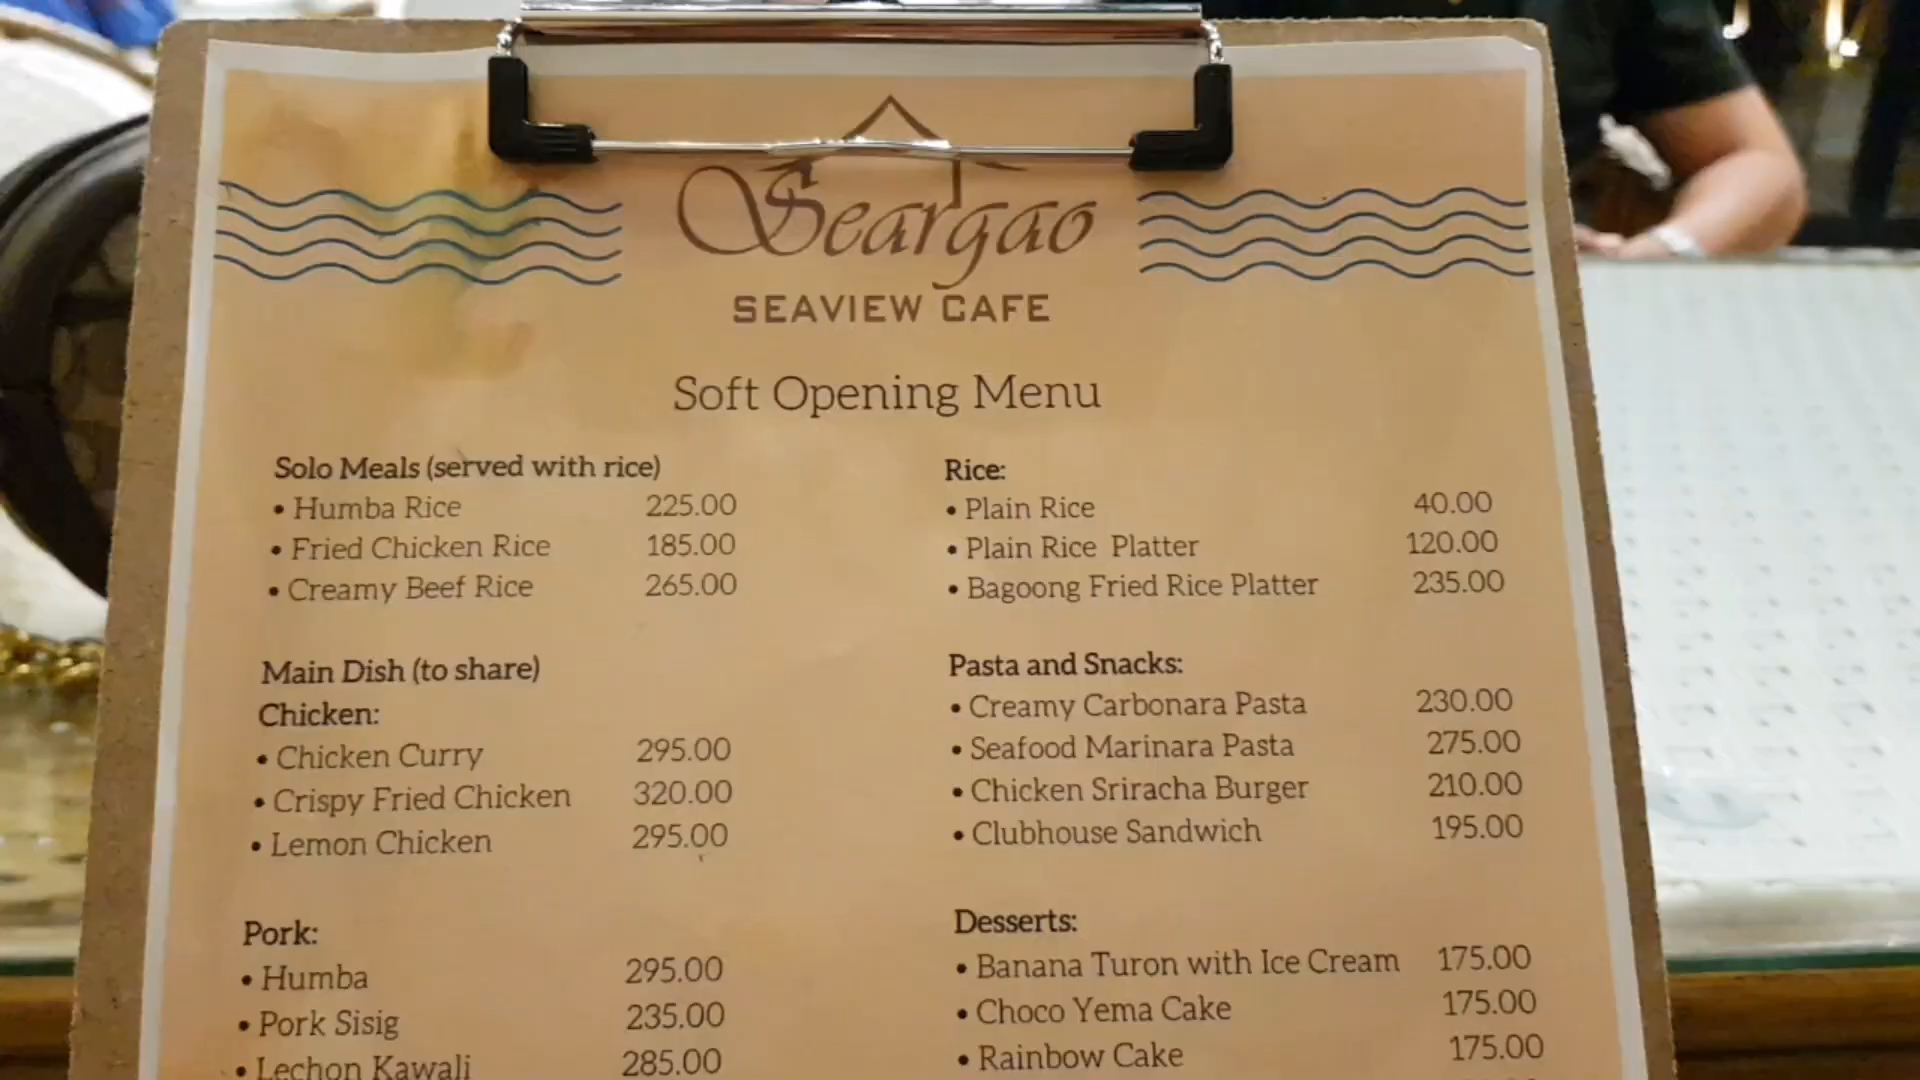 Seargao
SEAVIEW CAFE
Soft Opening Menu
Solo Meals (served with rice)
• Humba Rice 225.00
• Fried Chicken Rice 185.00
• Creamy Beef Rice 265.00
Main Dish (to share)
Chicken:
• Chicken Curry 295.00
• Crispy Fried Chicken 320.00
• Lemon Chicken 295.00
Pork:
• Humba 295.00
• Pork Sisig 235.00
• Lechon Kawali 285.00
Rice:
• Plain Rice 40.00
• Plain Rice Platter 120.00
• Bagoong Fried Rice Platter 235.00
Pasta and Snacks:
• Creamy Carbonara Pasta 230.00
• Seafood Marinara Pasta 275.00
• Chicken Sriracha Burger 210.00
• Clubhouse Sandwich 195.00
Desserts:
• Banana Turon with Ice Cream 175.00
• Choco Yema Cake 175.00
• Rainbow Cake 175.00